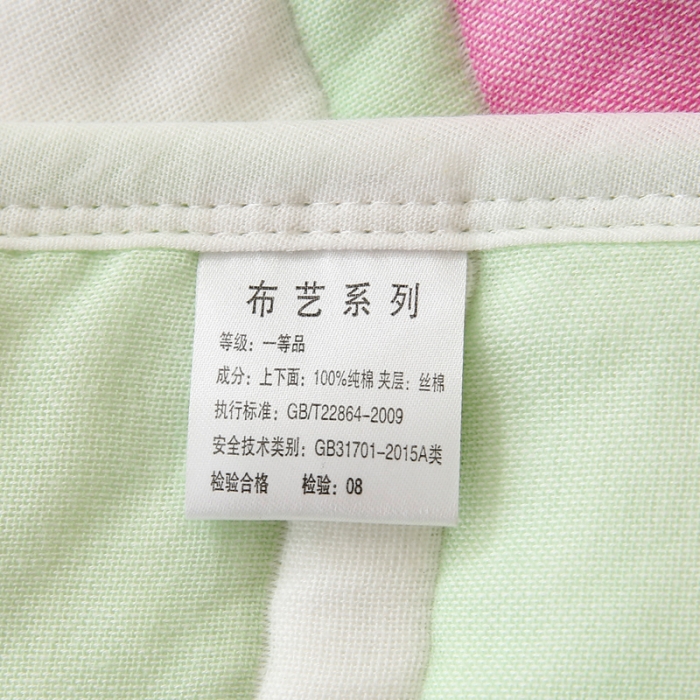 布艺系列
等级：一等品
成分：上下面：100%纯棉 夹层：丝棉
执行标准：GB/T22864-2009
安全技术类别：GB31701-2015A类
检验合格 检验：08